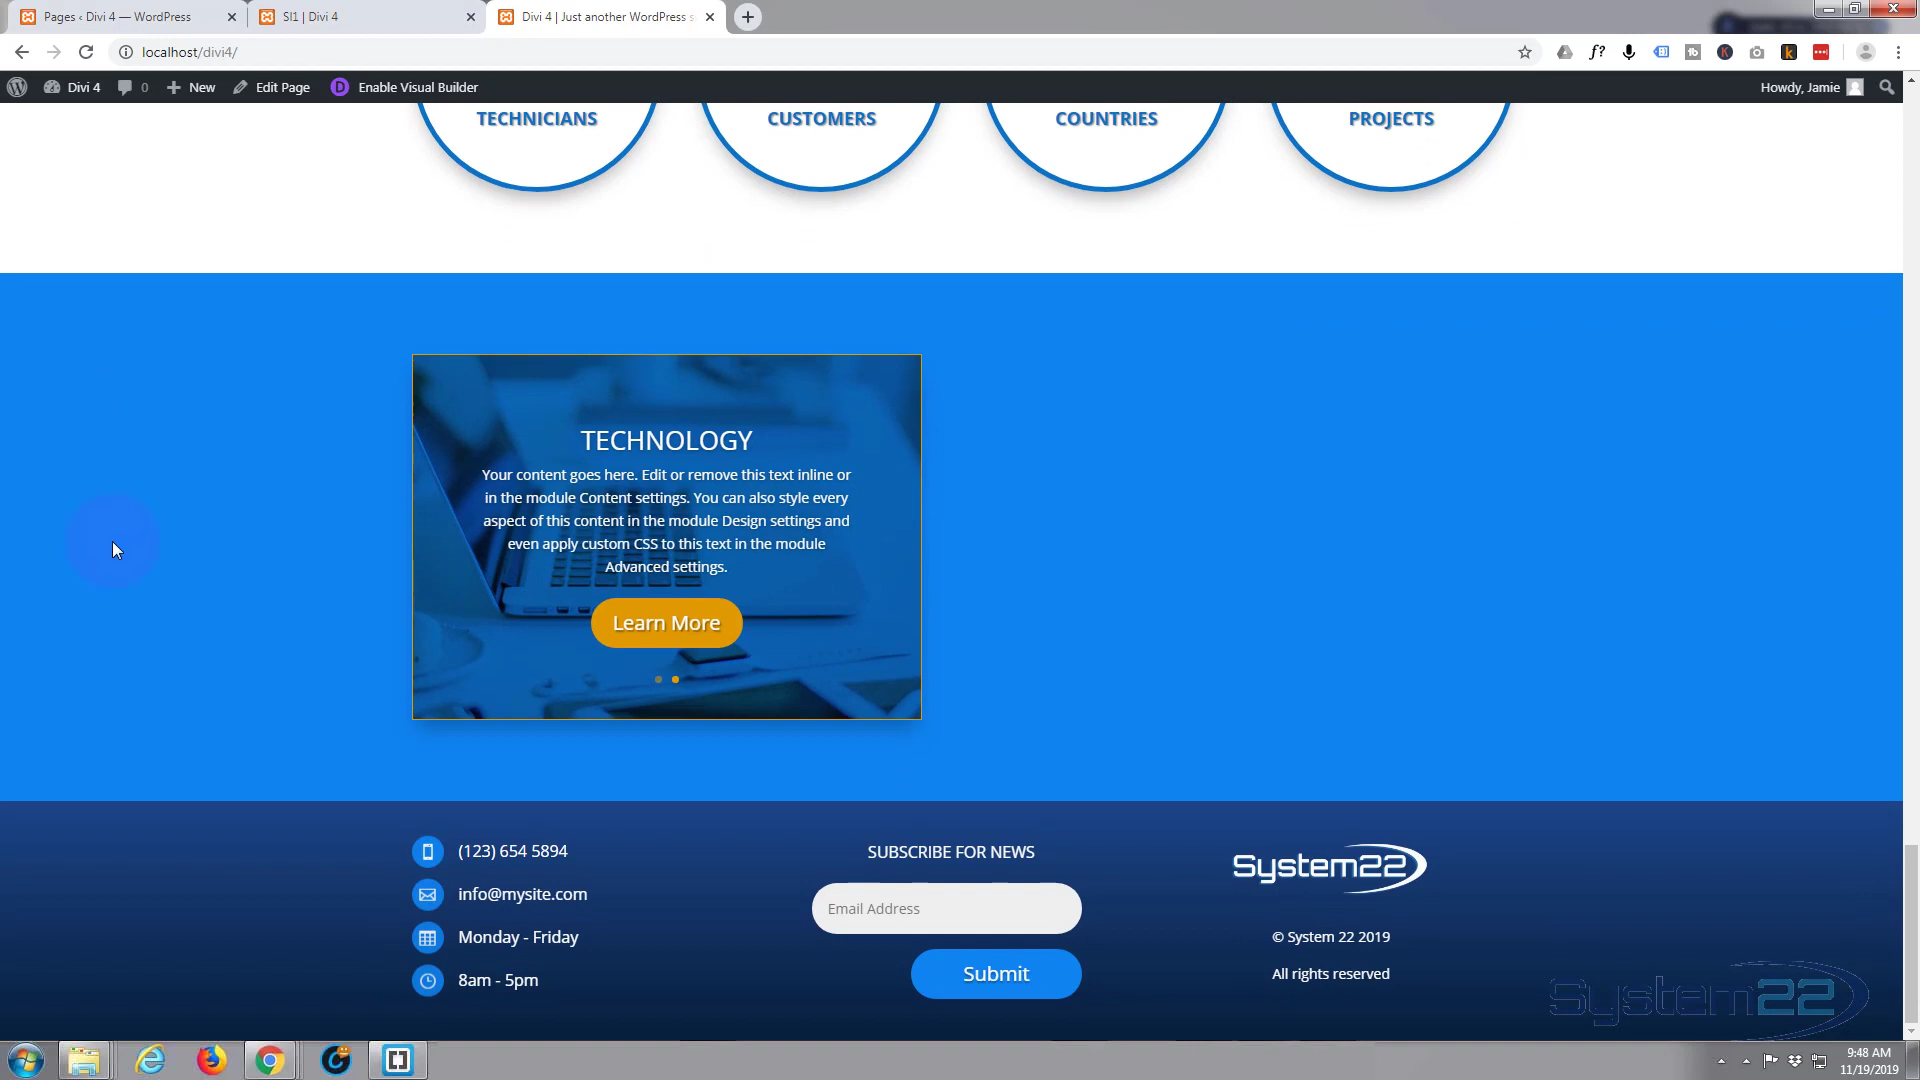 Pages ‹ Divi 4 — WordPress
Sl1 | Divi 4
Divi 4 | Just another WordPress s
localhost/divi4/
Divi 4
0
New
Edit Page
Enable Visual Builder
Howdy, Jamie
TECHNICIANS
CUSTOMERS
COUNTRIES
PROJECTS
TECHNOLOGY
Your content goes here. Edit or remove this text inline or
in the module Content settings. You can also style every
aspect of this content in the module Design settings and
even apply custom CSS to this text in the module
Advanced settings.
Learn More
(123) 654 5894
info@mysite.com
Monday - Friday
8am - 5pm
SUBSCRIBE FOR NEWS
Email Address
Submit
System22
© System 22 2019
All rights reserved
System22
9:48 AM
11/19/2019